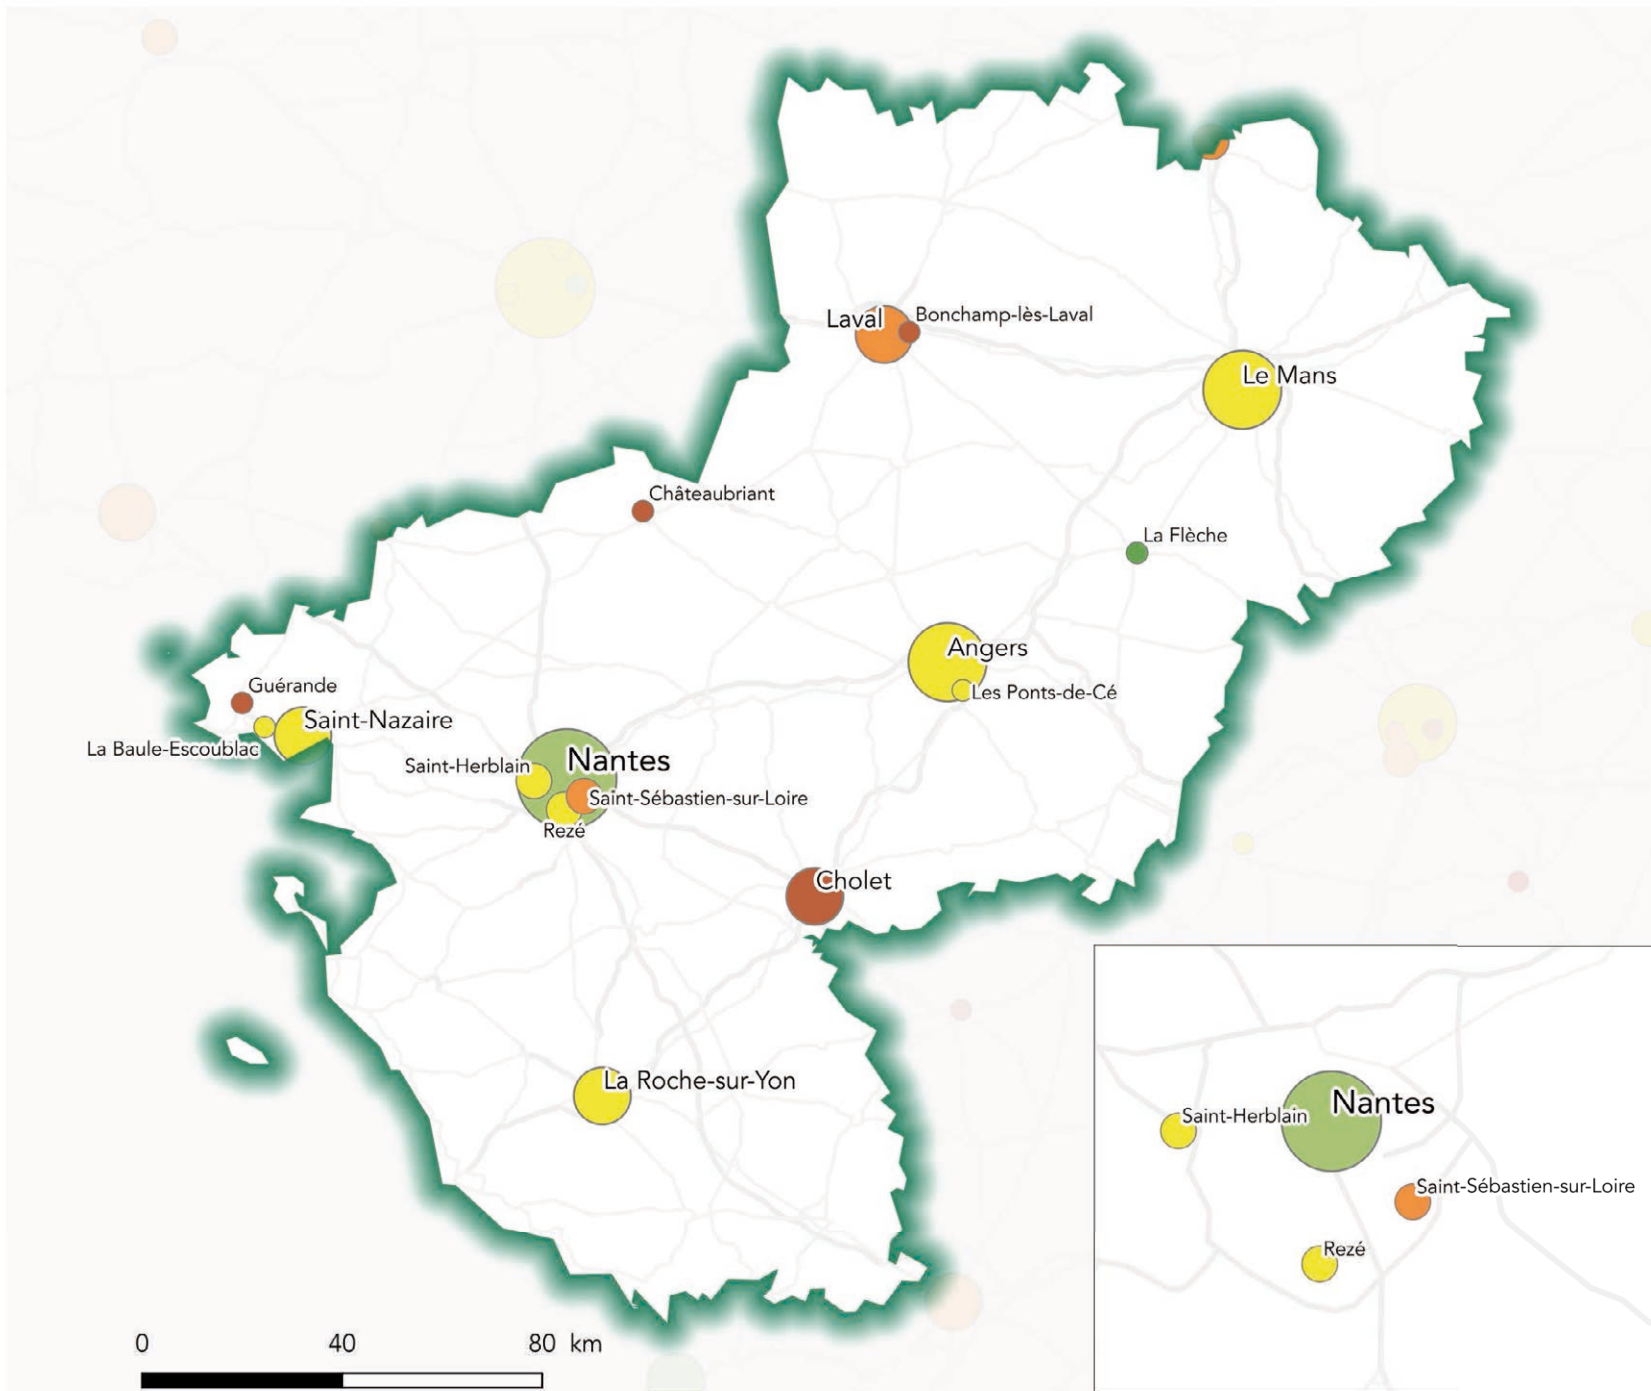 Laval
Bonchamp-lès-Laval
Le Mans
Châteaubriant
La Flèche
Angers
Les Ponts-de-Cé
Guérande
Saint-Nazaire
La Baule-Escoublac
Saint-Herblain
Nantes
Saint-Sébastien-sur-Loire
Rezé
Cholet
La Roche-sur-Yon
Nantes
Saint-Herblain
Saint-Sébastien-sur-Loire
Rezé
0 40 80 km